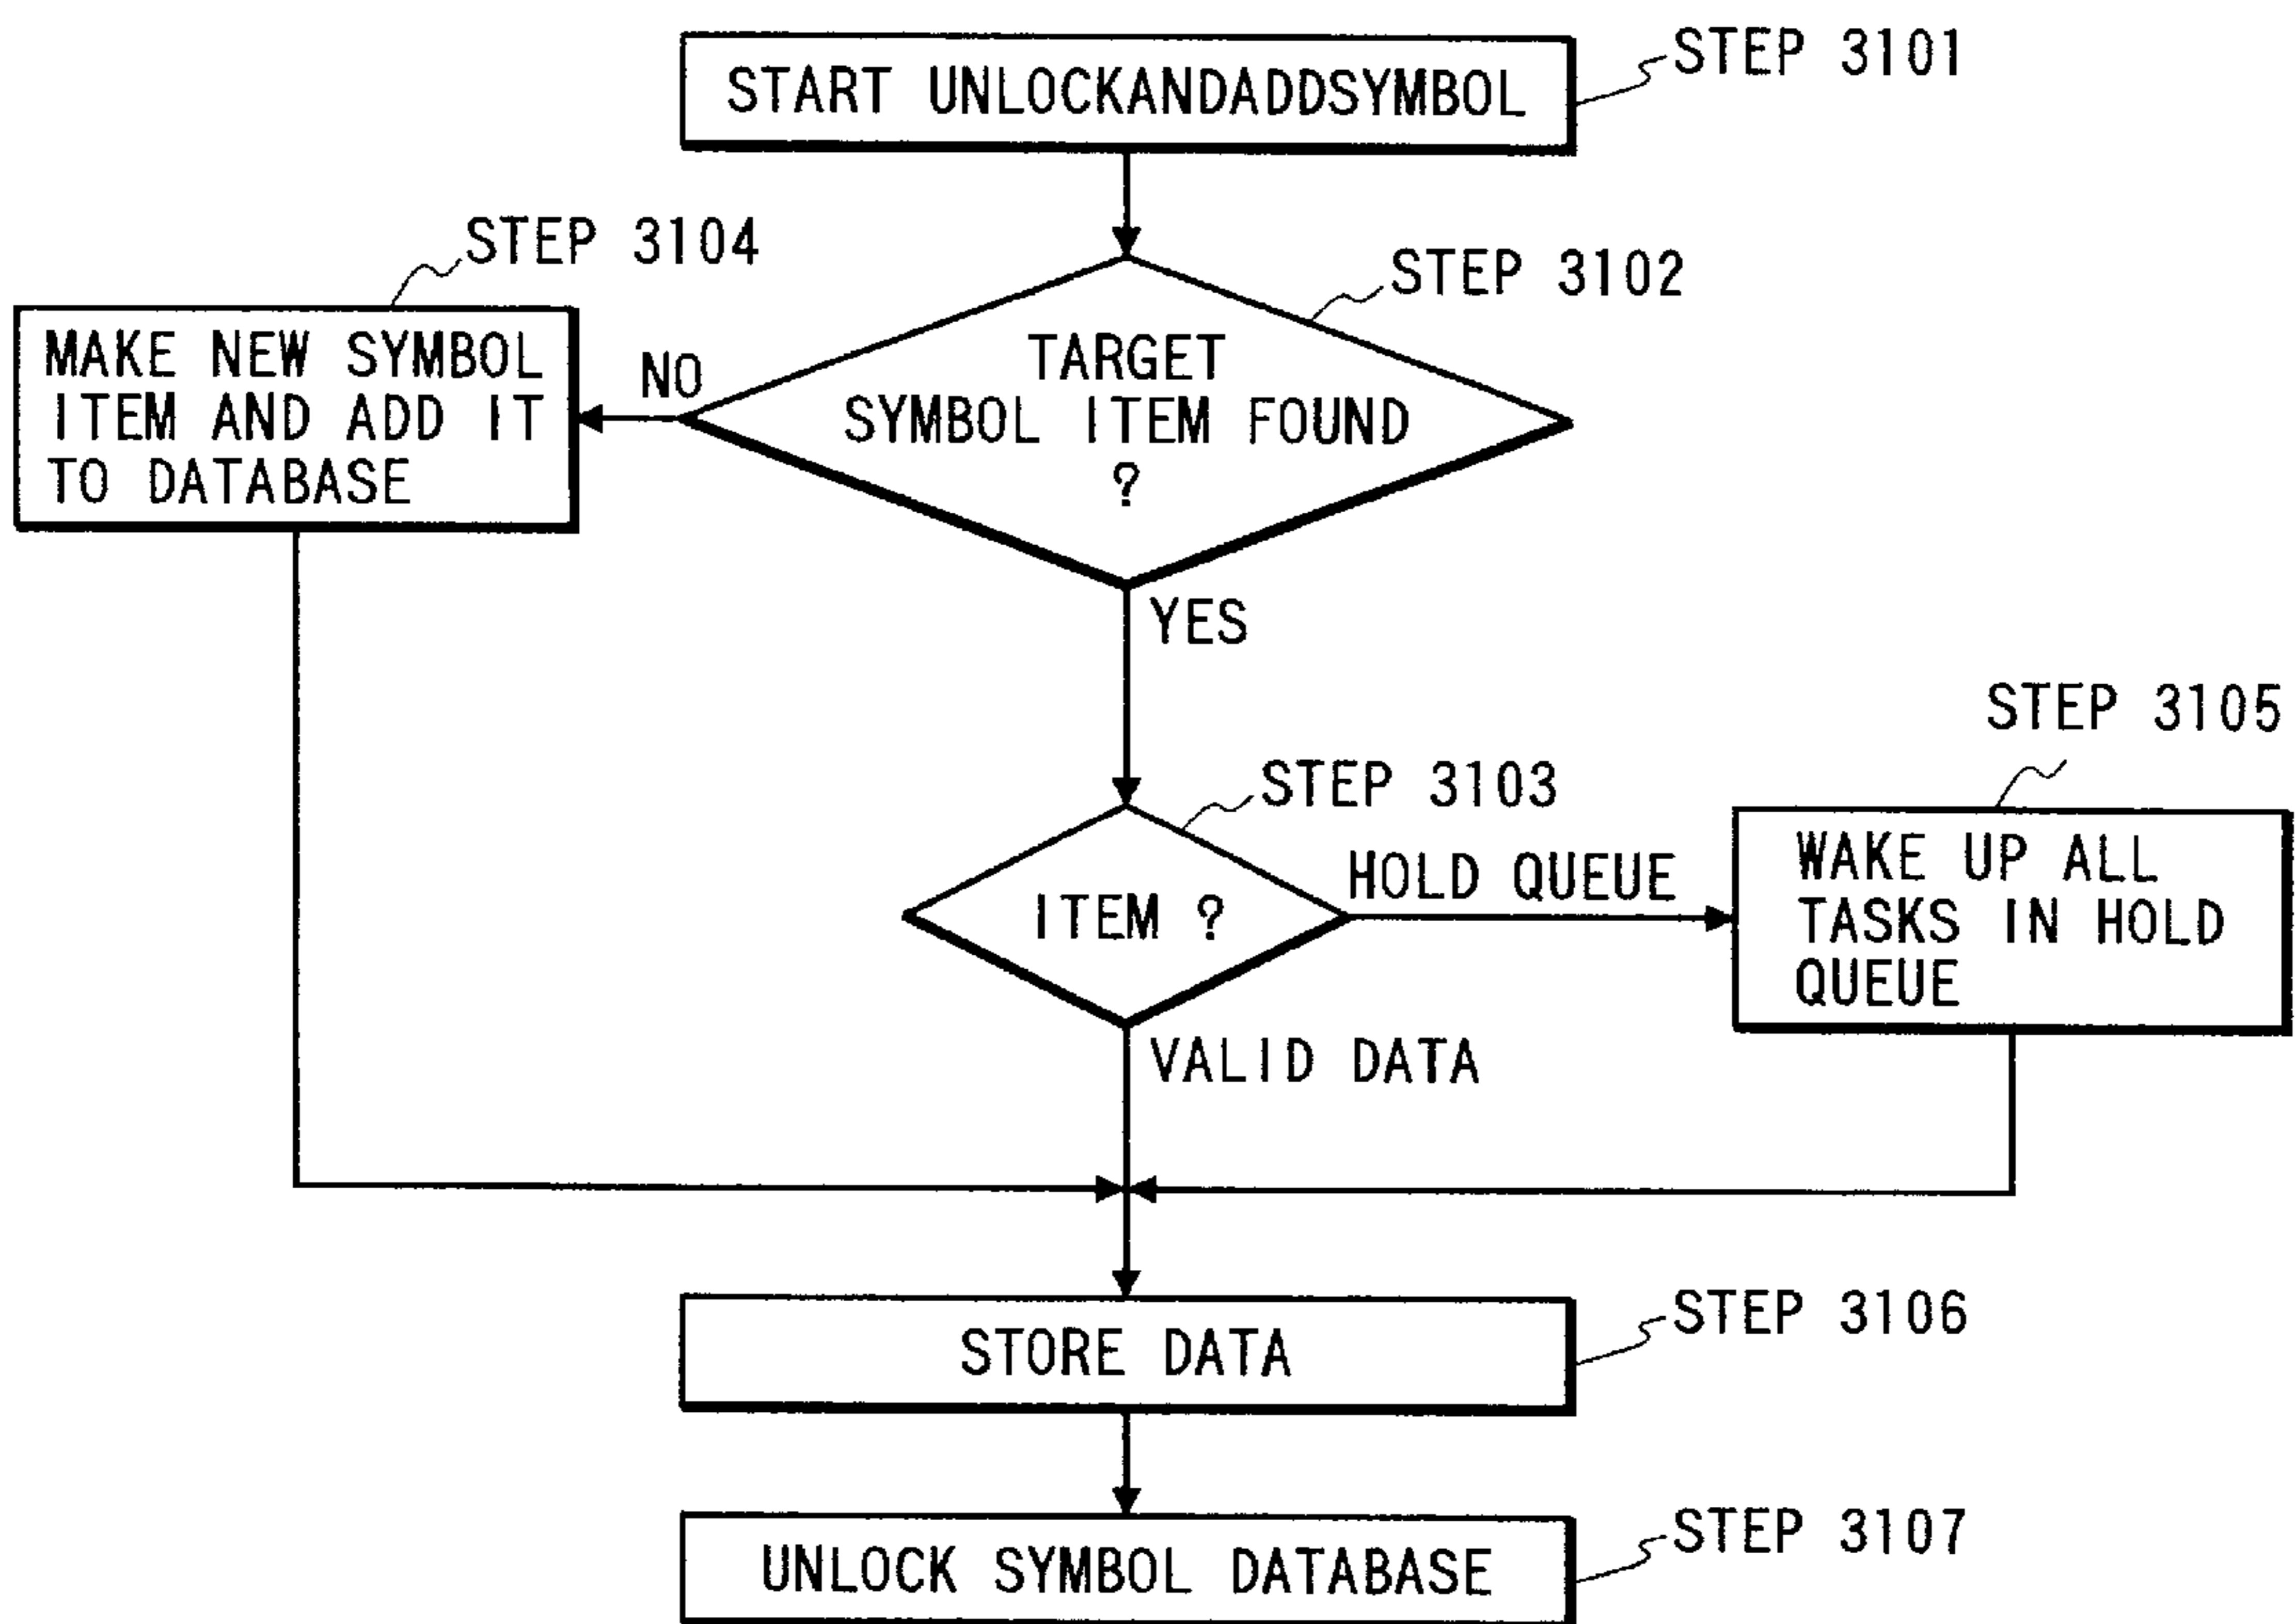 START UNLOCKANDADDSYMBOL
STEP 3101
STEP 3104
STEP 3102
MAKE NEW SYMBOL
ITEM AND ADD IT
TO DATABASE
NO
TARGET
SYMBOL ITEM FOUND
?
YES
STEP 3105
STEP 3103
ITEM ?
HOLD QUEUE
WAKE UP ALL
TASKS IN HOLD
QUEUE
VALID DATA
STORE DATA
STEP 3106
UNLOCK SYMBOL DATABASE
STEP 3107